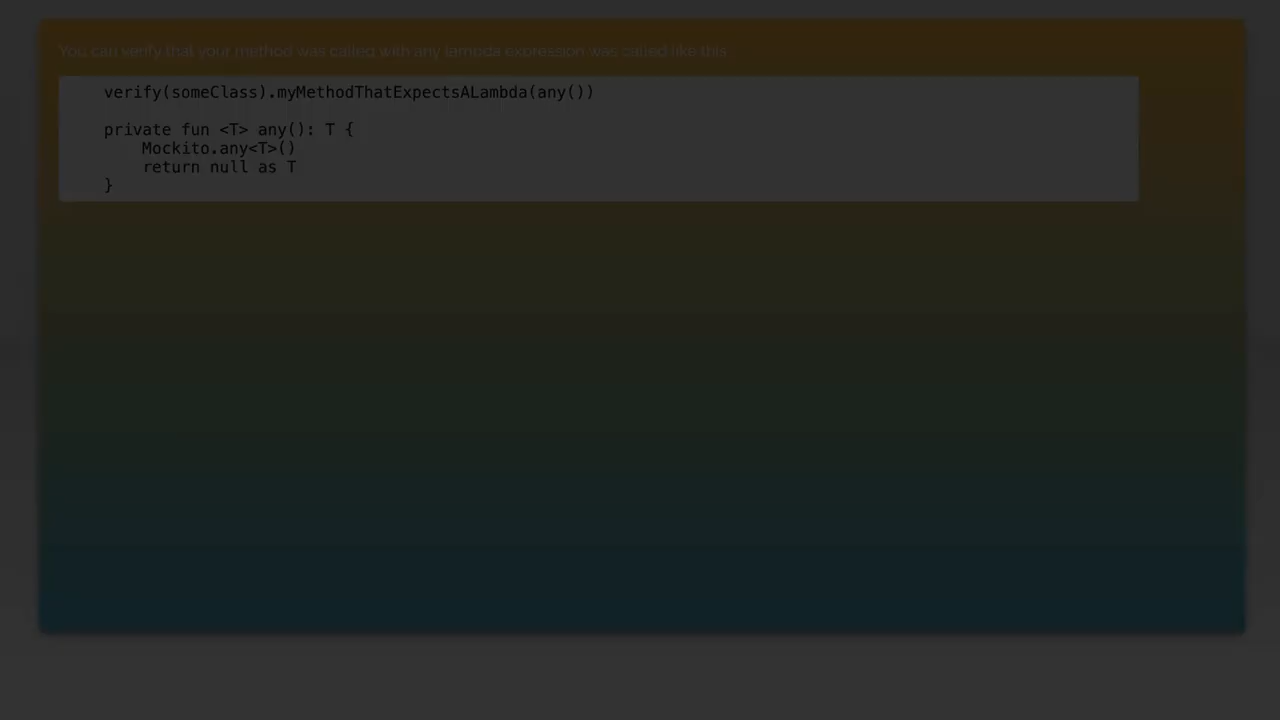 You can verify that your method was called with any lambda expression was called like this:
verify(someClass).myMethodThatExpectsALambda(any())
private fun <T> any(): T {
Mockito.any<T>()
return null as T
}